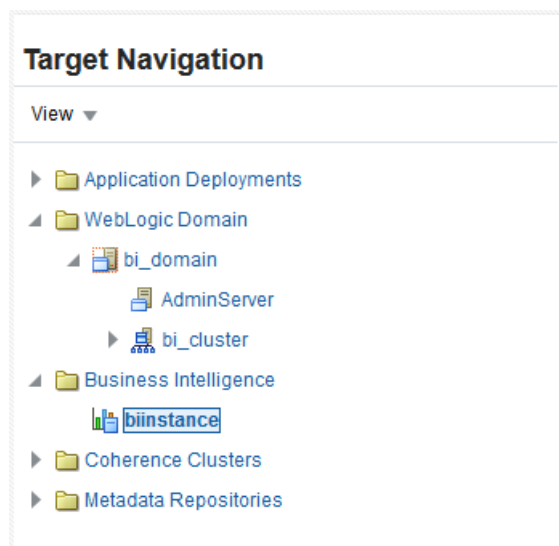 Target Navigation
View
Application Deployments
WebLogic Domain
bi_domain
AdminServer
bi_cluster
Business Intelligence
biinstance
Coherence Clusters
Metadata Repositories